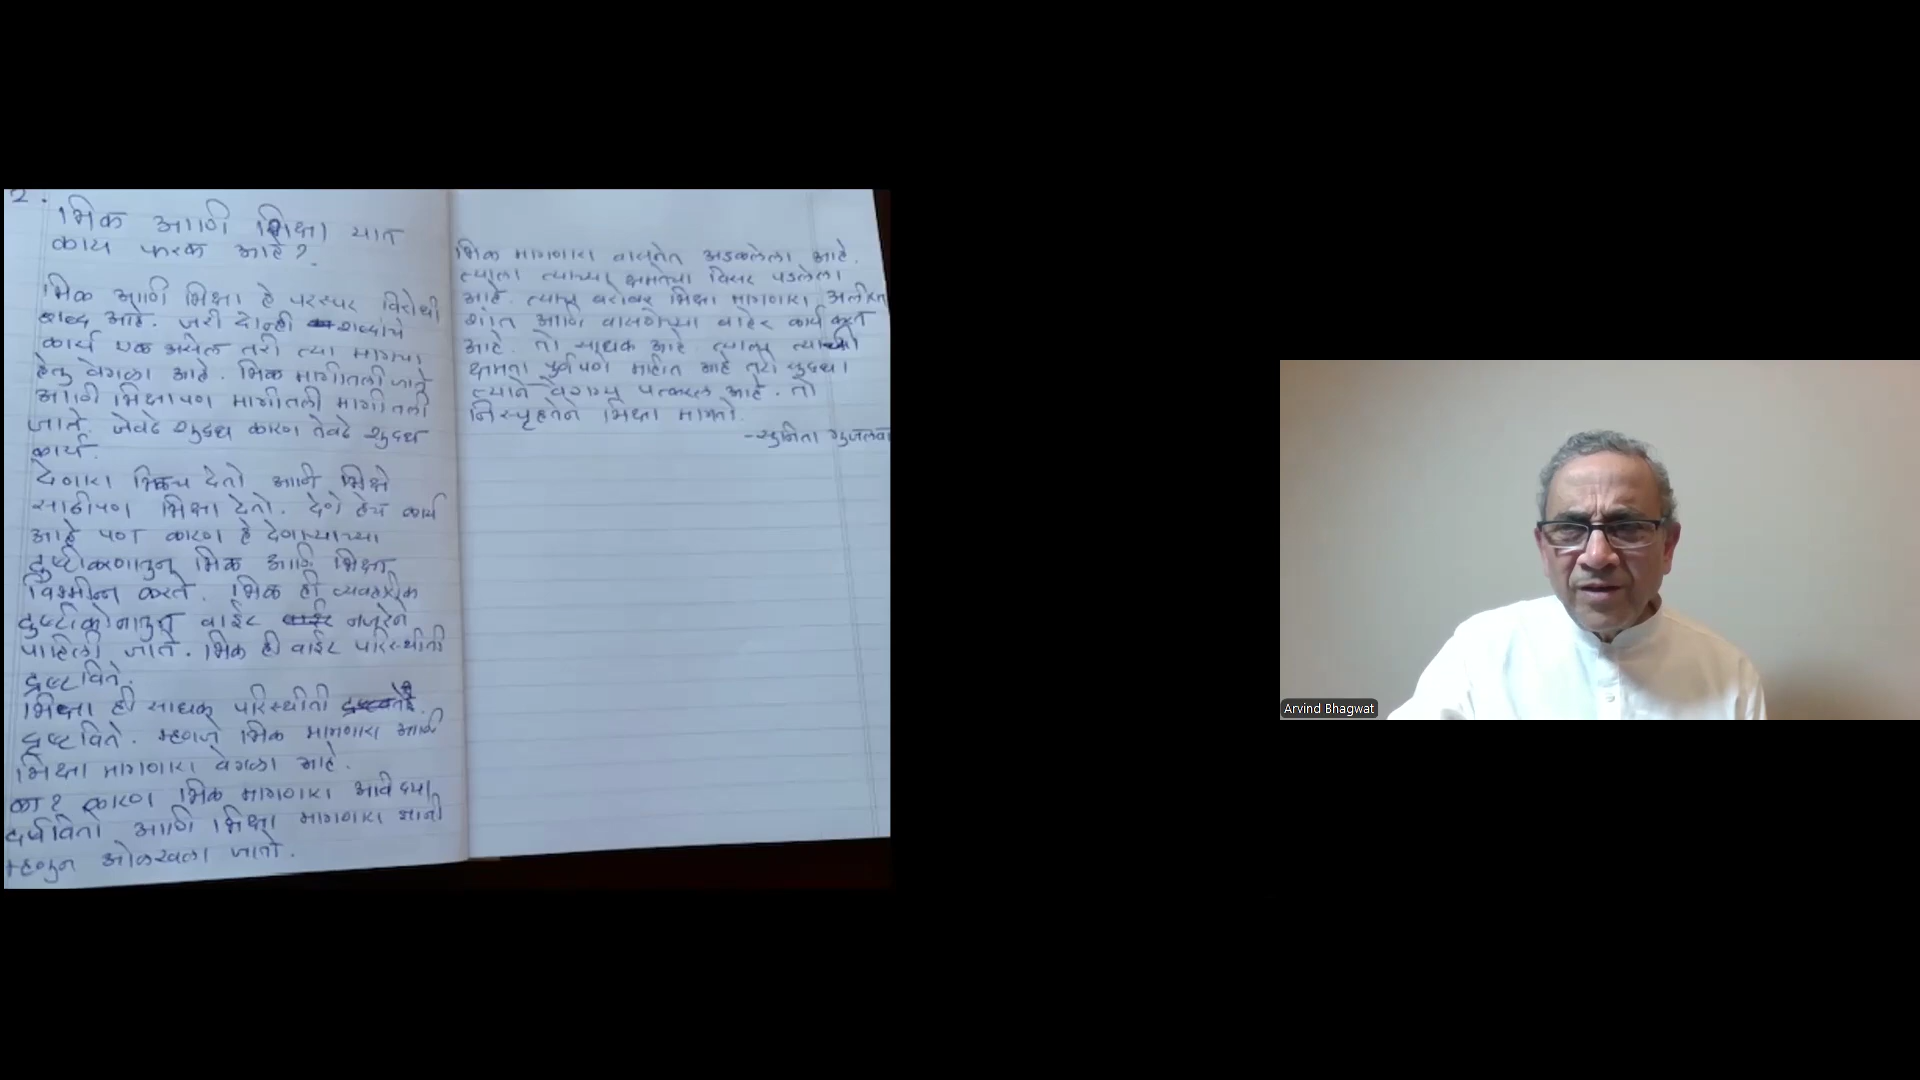 2.
भिक आणि भिक्षा यात
काय फरक आहे?
भिक आणि भिक्षा हे परस्पर विरोधी
शब्द आहे. जरी दोन्ही शब्दांचे
कार्य एक असेल तरी त्या मागचा
हेतु वेगळा आहे. भिक मागीतली जाते
आणि भिक्षापण मागीतली मागीतली
जाते. जेवढे शुद्ध कारण तेवढे शुद्ध
कार्य.
देणारा भिकच देतो आणि भिक्षे
साठीपण भिक्षा देतो. देणे हेच कार्य
आहे पण कारण हे देणाऱ्याच्या
दृष्टीकरणातुन भिक आणि भिक्षा
करते. भिक ही व्यवहारीक
दृष्टीकोनातुन वाईट नजरेने
पाहिली जाते. भिक ही वाईट परिस्थीती
भिक्षा ही साधक परिस्थीती
म्हणजे भिक मागणारा आणि
भिक्षा मागणारा वेगळा आहे.
का? कारण भिक मागणारा
दर्षवितो आणि भिक्षा मागणारा ज्ञानी
म्हणुन ओळखला जातो.
भिक मागणारा वासनेत अडकलेला आहे.
त्याला त्याच्या क्षमतेचा विसर पडलेला
आहे. त्याच बरोबर भिक्षा मागणारा अलीप्त
शांत आणि वासनेच्या बाहेर कार्य करत
आहे. तो साधक आहे त्याला त्याची
क्षमता पुर्णपणे माहीत आहे तरी सुद्धा
त्याने वैराग्य पत्करल आहे. तो
निस्पृहतेने भिक्षा मागतो.
Arvind Bhagwat